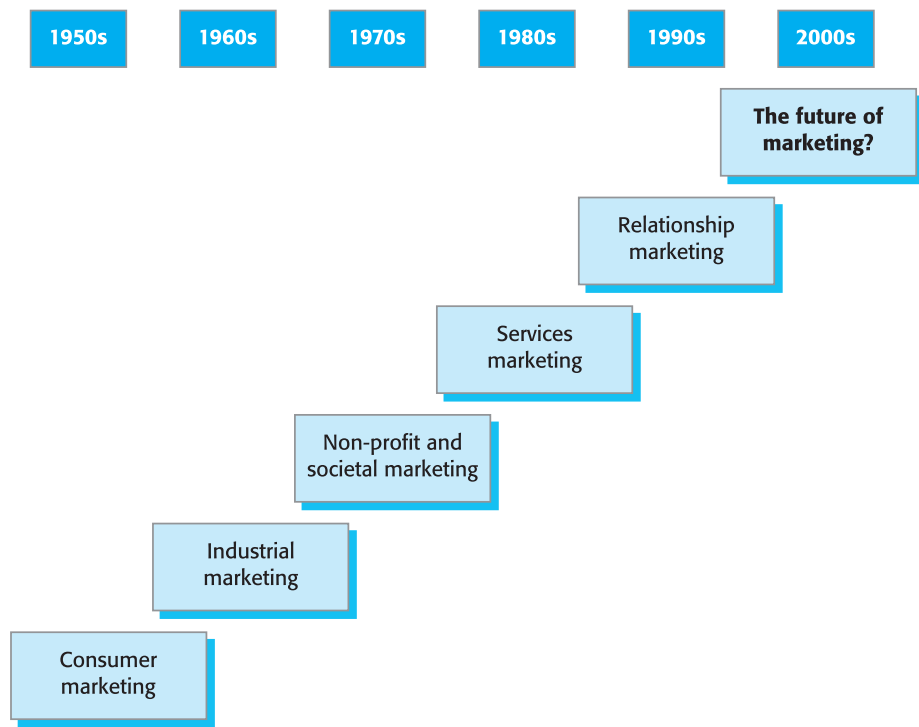 1950s 1960s 1970s 1980s 1990s 2000s
The future of
marketing?
Relationship
marketing
Services
marketing
Non-profit and
societal marketing
Industrial
marketing
Consumer
marketing